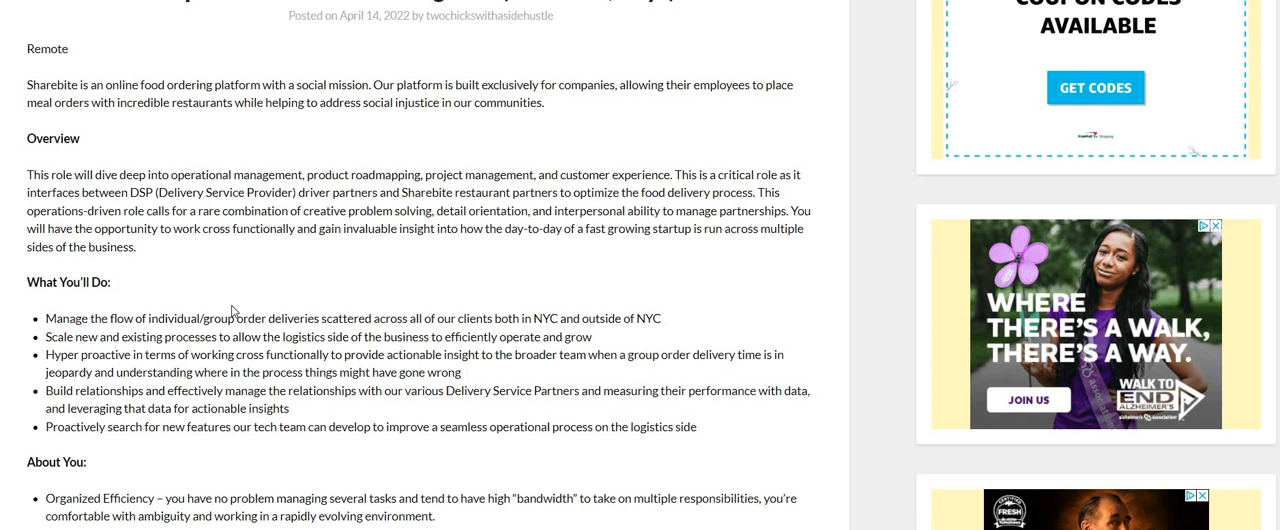 Posted on April 14, 2022 by twochickswithasidehustle
Remote
Sharebite is an online food ordering platform with a social mission. Our platform is built exclusively for companies, allowing their employees to place
meal orders with incredible restaurants while helping to address social injustice in our communities.
Overview
This role will dive deep into operational management, product roadmapping, project management, and customer experience. This is a critical role as it
interfaces between DSP (Delivery Service Provider) driver partners and Sharebite restaurant partners to optimize the food delivery process. This
operations-driven role calls for a rare combination of creative problem solving, detail orientation, and interpersonal ability to manage partnerships. You
will have the opportunity to work cross functionally and gain invaluable insight into how the day-to-day of a fast growing startup is run across multiple
sides of the business.
What You'll Do:
• Manage the flow of individual/group order deliveries scattered across all of our clients both in NYC and outside of NYC
• Scale new and existing processes to allow the logistics side of the business to efficiently operate and grow
• Hyper proactive in terms of working cross functionally to provide actionable insight to the broader team when a group order delivery time is in
jeopardy and understanding where in the process things might have gone wrong
• Build relationships and effectively manage the relationships with our various Delivery Service Partners and measuring their performance with data,
and leveraging that data for actionable insights
• Proactively search for new features our tech team can develop to improve a seamless operational process on the logistics side
About You:
• Organized Efficiency – you have no problem managing several tasks and tend to have high "bandwidth" to take on multiple responsibilities, you're
comfortable with ambiguity and working in a rapidly evolving environment.
COUPON CODES
AVAILABLE
GET CODES
Capital Shopping
WHERE
THERE'S A WALK,
THERE'S A WAY.
JOIN US
WALK TO
END
ALZHEIMER'S
alzheimer's association
CERTIFIED
FRESH